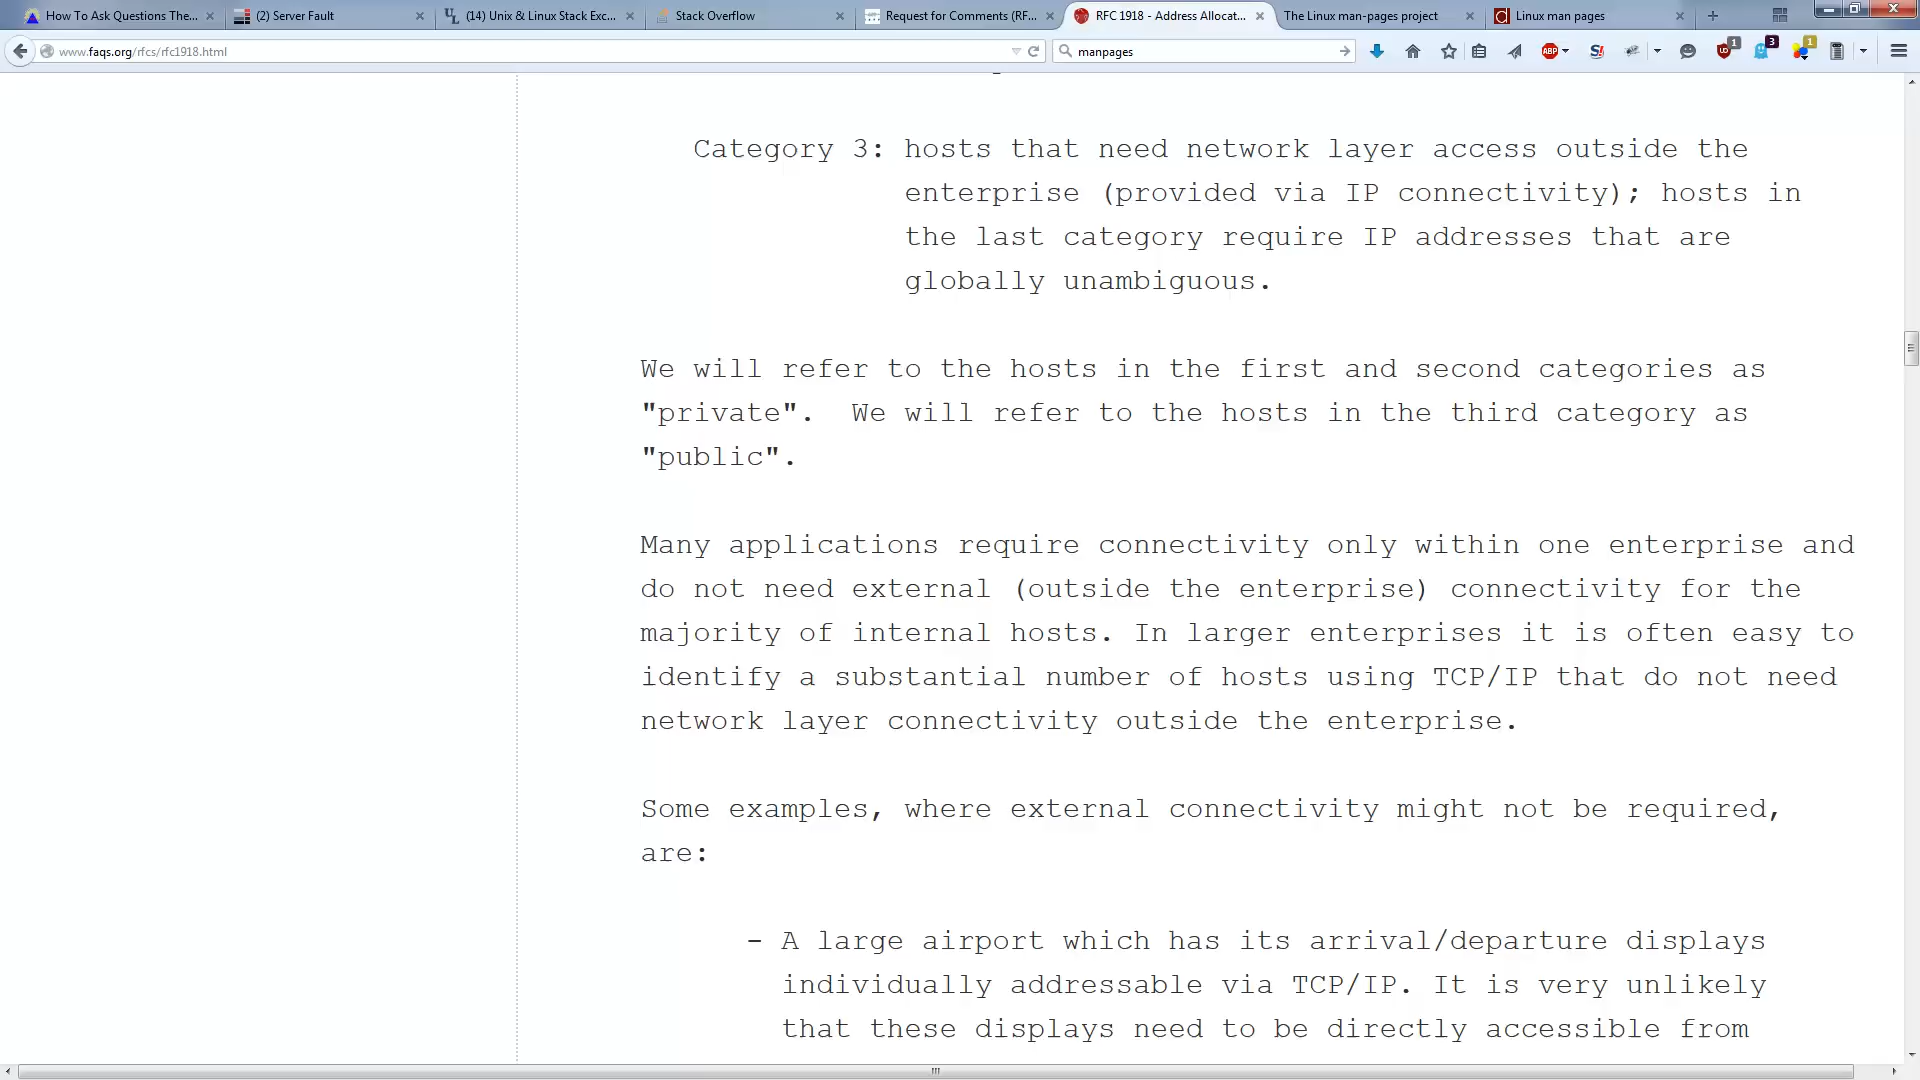 How To Ask Questions The...
(2) Server Fault
(14) Unix & Linux Stack Exc...
Stack Overflow
Request for Comments (RF...
RFC 1918 - Address Allocat...
The Linux man-pages project
Linux man pages
www.faqs.org/rfcs/rfc1918.html
manpages
ABP
1
3
1
Category 3: hosts that need network layer access outside the
enterprise (provided via IP connectivity); hosts in
the last category require IP addresses that are
globally unambiguous.
We will refer to the hosts in the first and second categories as
"private". We will refer to the hosts in the third category as
"public".
Many applications require connectivity only within one enterprise and
do not need external (outside the enterprise) connectivity for the
majority of internal hosts. In larger enterprises it is often easy to
identify a substantial number of hosts using TCP/IP that do not need
network layer connectivity outside the enterprise.
Some examples, where external connectivity might not be required,
are:
- A large airport which has its arrival/departure displays
individually addressable via TCP/IP. It is very unlikely
that these displays need to be directly accessible from